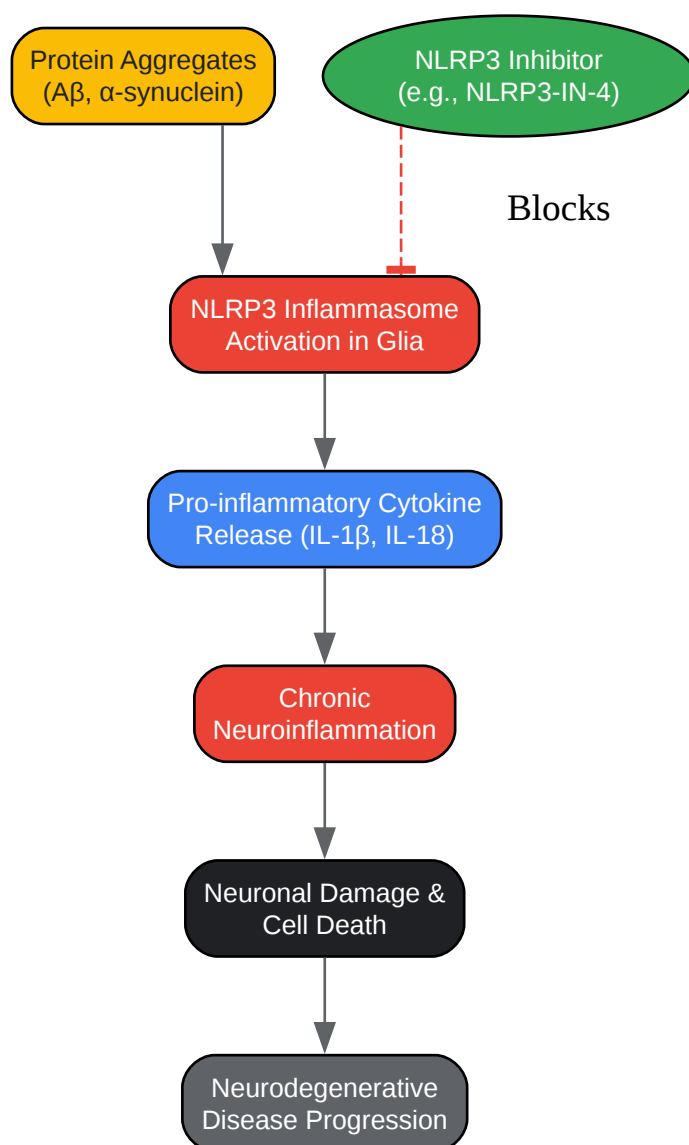 Protein Aggregates
(Aβ, α-synuclein)
NLRP3 Inhibitor
(e.g., NLRP3-IN-4)
Blocks
NLRP3 Inflammasome
Activation in Glia
Pro-inflammatory Cytokine
Release (IL-1β, IL-18)
Chronic
Neuroinflammation
Neuronal Damage &
Cell Death
Neurodegenerative
Disease Progression